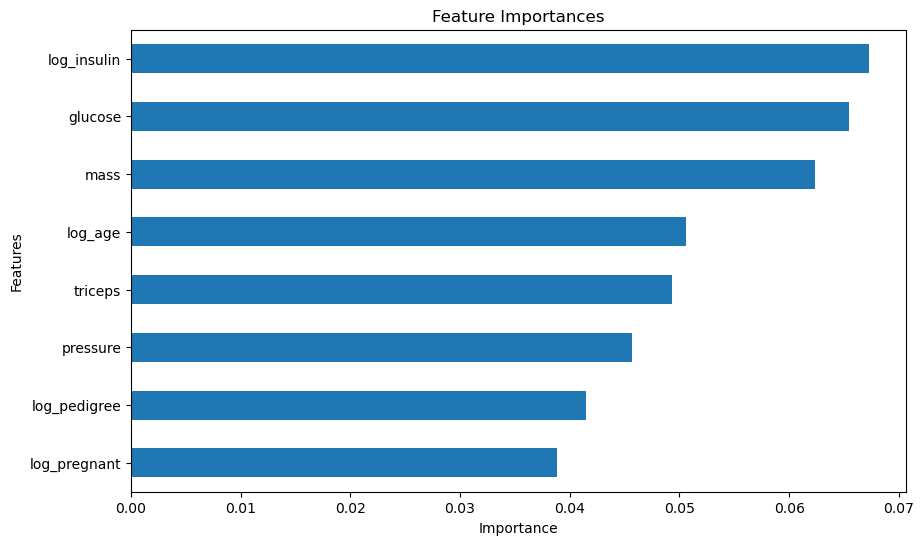 Feature Importances
log_insulin
glucose
mass
log_age
triceps
pressure
log_pedigree
log_pregnant
Features
0.00 0.01 0.02 0.03 0.04 0.05 0.06 0.07
Importance